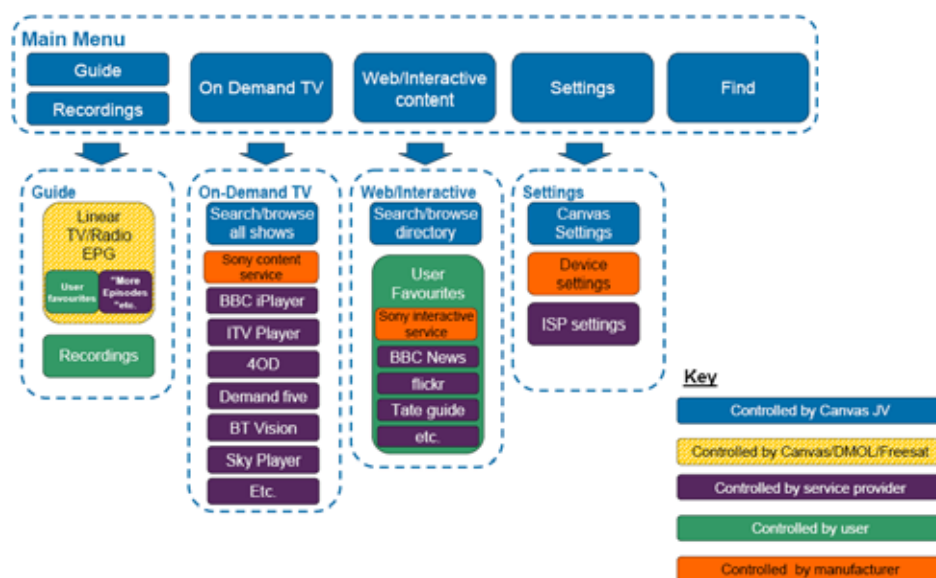 Main Menu
Guide
Recordings
On Demand TV
Web/Interactive
content
Settings
Find
Guide
Linear
TV/Radio
EPG
User
favourites
"More
Episodes
"etc.
Recordings
On-Demand TV
Search/browse
all shows
Sony content
service
BBC iPlayer
ITV Player
4OD
Demand five
BT Vision
Sky Player
Etc.
Web/Interactive
Search/browse
directory
User
Favourites
Sony interactive
service
BBC News
flickr
Tate guide
etc.
Settings
Canvas
Settings
Device
settings
ISP settings
Key
Controlled by Canvas JV
Controlled by Canvas/DMOL/Freesat
Controlled by service provider
Controlled by user
Controlled by manufacturer